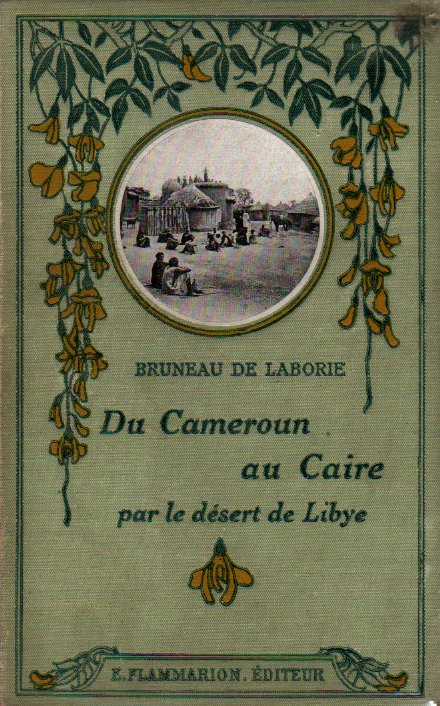 BRUNEAU DE LABORIE
Du Cameroun
au Caire
par le désert de Libye
E. FLAMMARION. ÉDITEUR